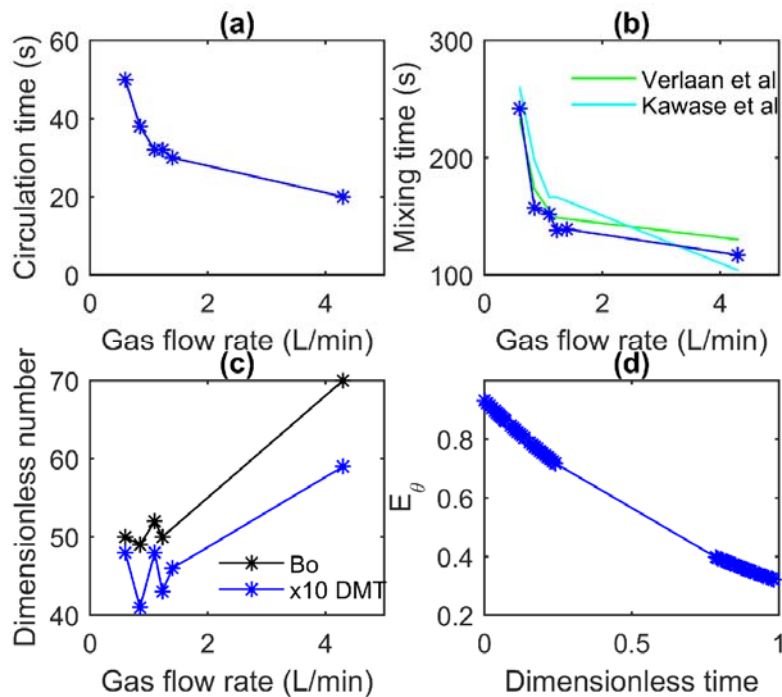 (a)
Circulation time (s)
60
40
20
0
0 2 4
Gas flow rate (L/min)
(b)
Mixing time (s)
300
200
100
Verlaan et al
Kawase et al
0 2 4
Gas flow rate (L/min)
(c)
Dimensionless number
70
60
50
40
Bo
x10 DMT
0 2 4
Gas flow rate (L/min)
(d)
E_θ
0.8
0.6
0.4
0.2
0 0.5 1
Dimensionless time